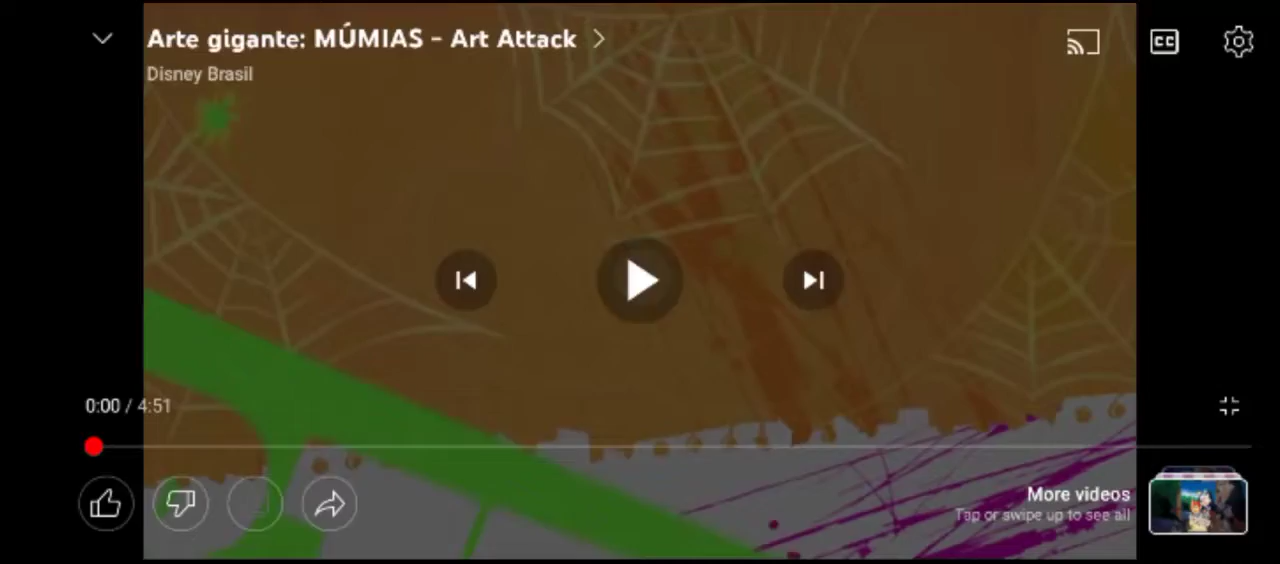 Arte gigante: MÚMIAS - Art Attack
Disney Brasil
CC
0:00 / 4:51
More videos
Tap or swipe up to see all